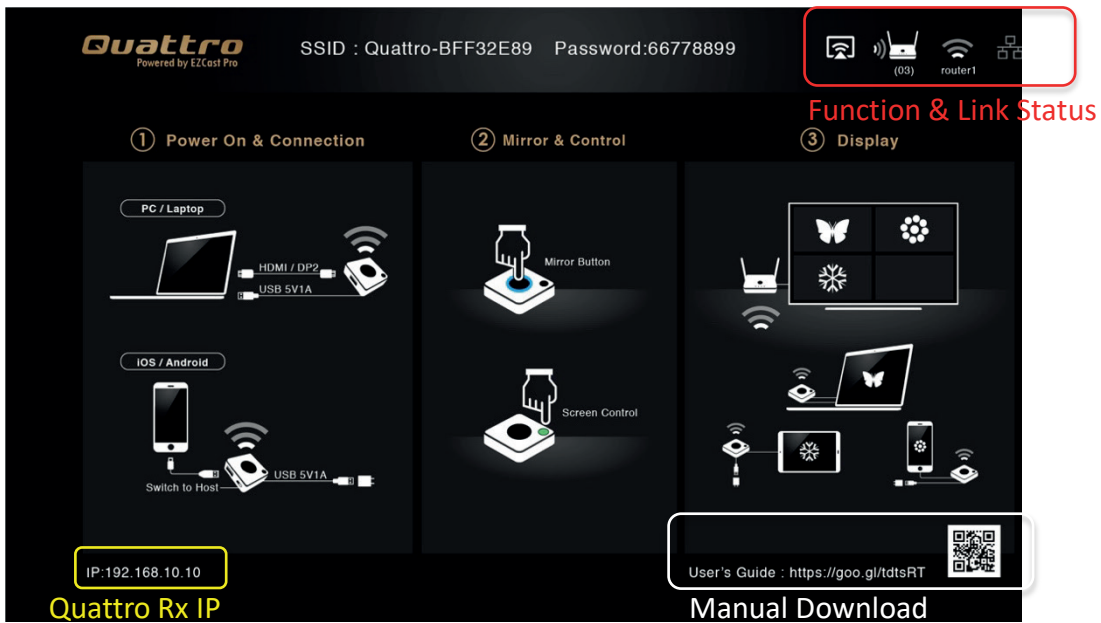 Quattro
Powered by EZCast Pro
SSID : Quattro-BFF32E89 Password:66778899
(03)
router1
Function & Link Status
1 Power On & Connection
2 Mirror & Control
3 Display
PC / Laptop
HDMI / DP2
USB 5V1A
Mirror Button
iOS / Android
Screen Control
USB 5V1A
Switch to Host
IP:192.168.10.10
User's Guide : https://goo.gl/tdtsRT
Quattro Rx IP
Manual Download